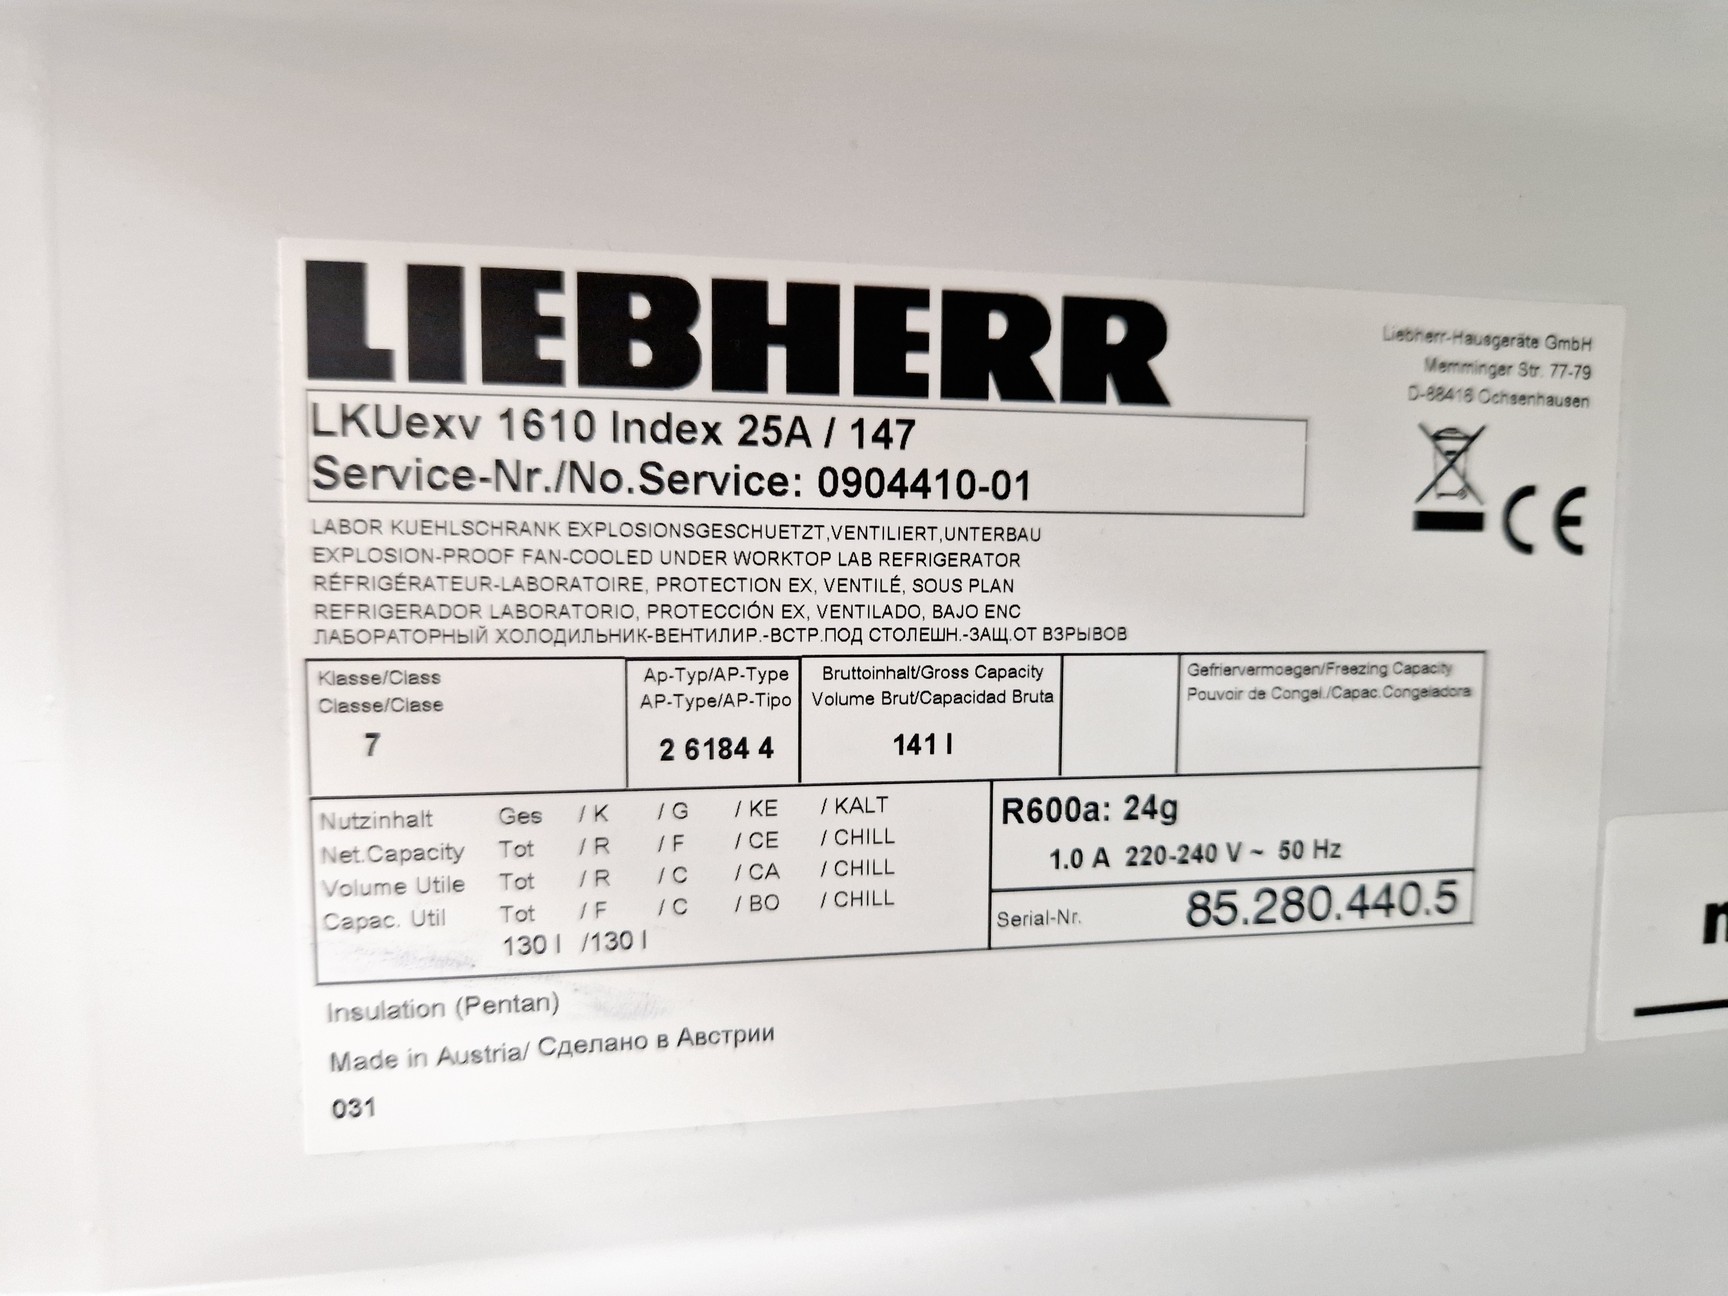 LIEBHERR
Liebherr-Hausgeräte GmbH
Memminger Str. 77-79
D-88416 Ochsenhausen
LKUexv 1610 Index 25A / 147
Service-Nr./No.Service: 0904410-01
CE
LABOR KUEHLSCHRANK EXPLOSIONSGESCHUETZT,VENTILIERT,UNTERBAU
EXPLOSION-PROOF FAN-COOLED UNDER WORKTOP LAB REFRIGERATOR
RÉFRIGÉRATEUR-LABORATOIRE, PROTECTION EX, VENTILÉ, SOUS PLAN
REFRIGERADOR LABORATORIO, PROTECCIÓN EX, VENTILADO, BAJO ENC
ЛАБОРАТОРНЫЙ ХОЛОДИЛЬНИК-ВЕНТИЛИР.-ВСТР.ПОД СТОЛЕШН.-ЗАЩ.ОТ ВЗРЫВОВ
Klasse/Class
Classe/Clase
7
Ap-Typ/AP-Type
AP-Type/AP-Tipo
2 6184 4
Bruttoinhalt/Gross Capacity
Volume Brut/Capacidad Bruta
141 l
Gefriervermoegen/Freezing Capacity
Pouvoir de Congel./Capac.Congeladora
Nutzinhalt Ges / K / G / KE / KALT
Net.Capacity Tot / R / F / CE / CHILL
Volume Utile Tot / R / C / CA / CHILL
Capac. Util Tot / F / C / BO / CHILL
130 l /130 l
R600a: 24g
1.0 A 220-240 V ~ 50 Hz
Serial-Nr. 85.280.440.5
Insulation (Pentan)
Made in Austria/ Сделано в Австрии
031